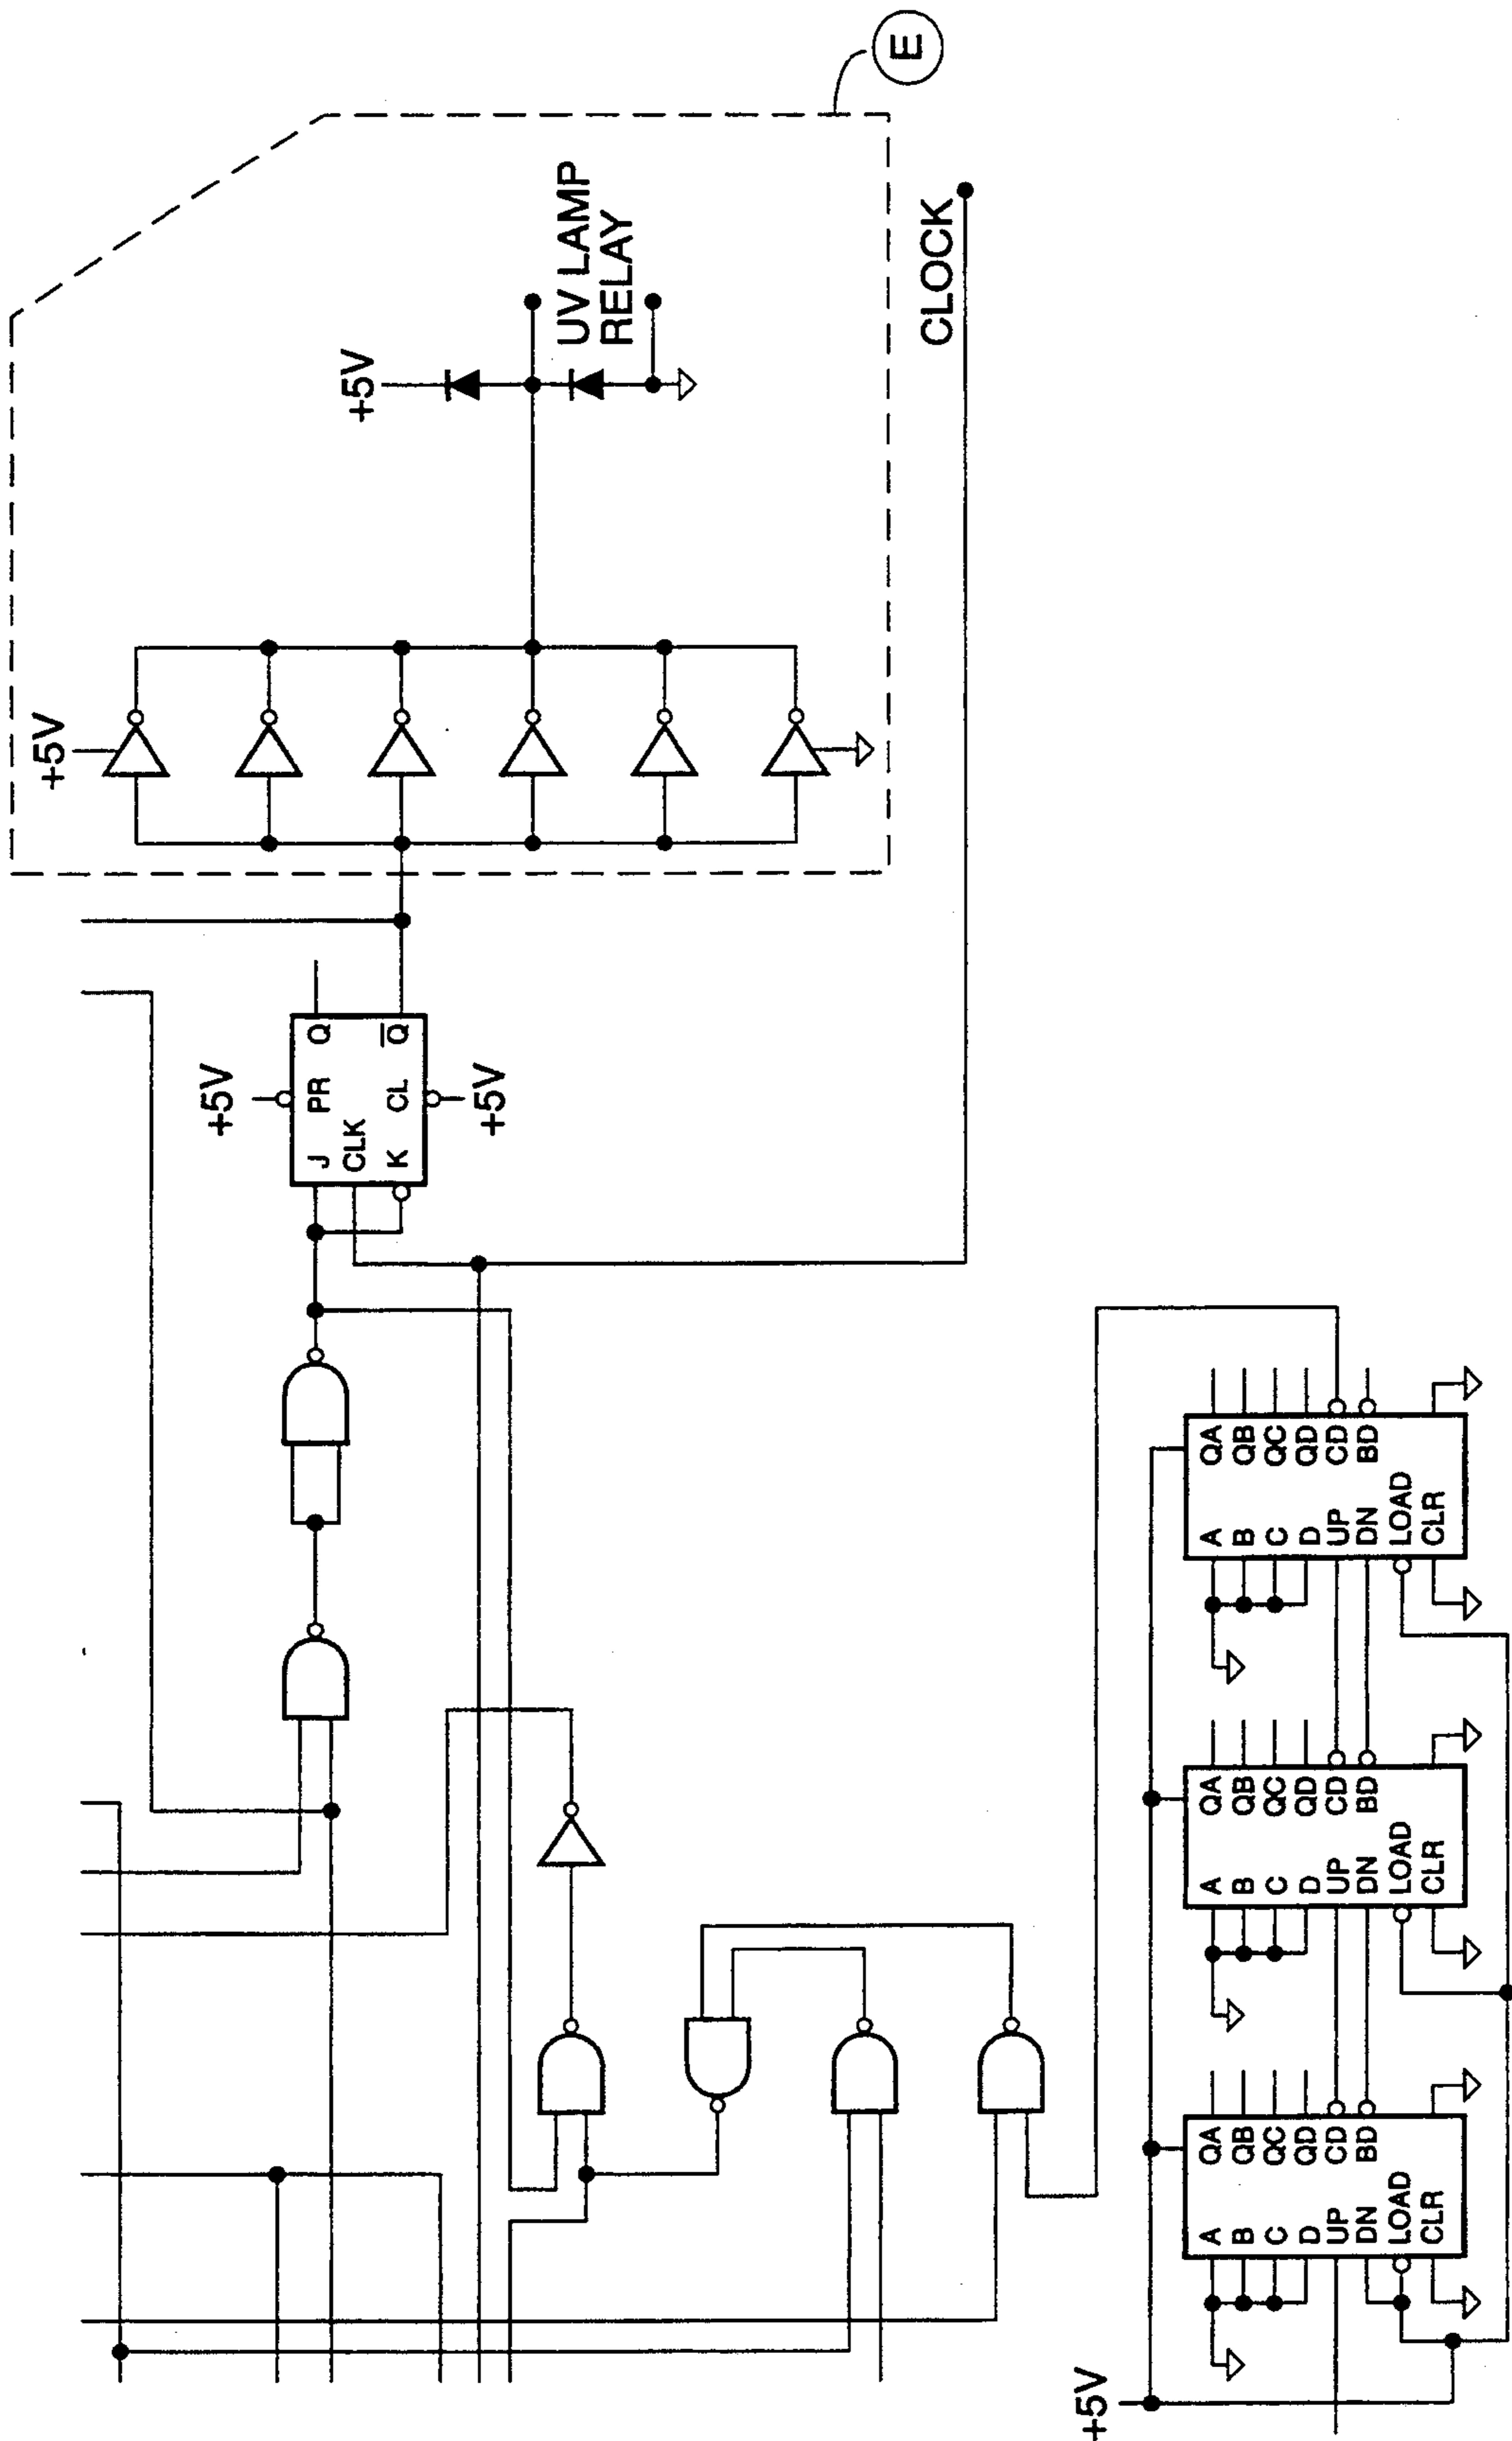 E
+5V
+5V
UV LAMP
RELAY
CLOCK
+5V
J PR Q
CLK
K CL Q̅
+5V
+5V
A QA
B QB
C QC
D QD
UP CD
DN BD
LOAD
CLR
A QA
B QB
C QC
D QD
UP CD
DN BD
LOAD
CLR
A QA
B QB
C QC
D QD
UP CD
DN BD
LOAD
CLR